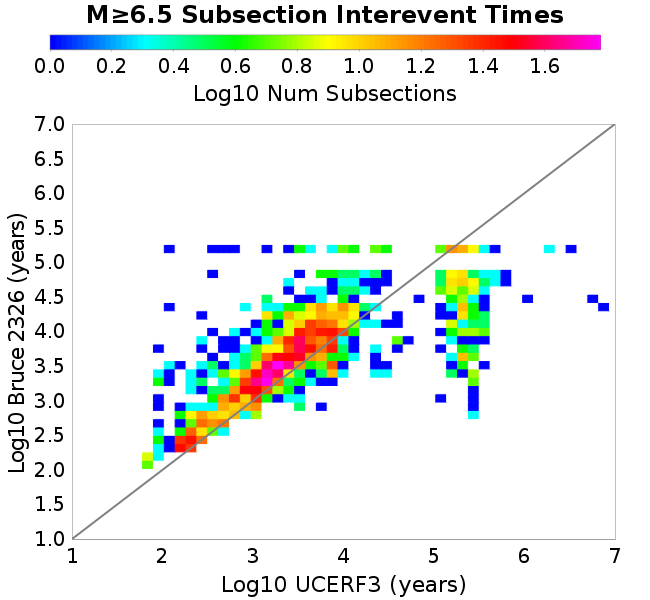 M≥6.5 Subsection Interevent Times
0.0 0.2 0.4 0.6 0.8 1.0 1.2 1.4 1.6
Log10 Num Subsections
7.0
6.5
6.0
5.5
5.0
4.5
4.0
3.5
3.0
2.5
2.0
1.5
1.0
Log10 Bruce 2326 (years)
1 2 3 4 5 6 7
Log10 UCERF3 (years)